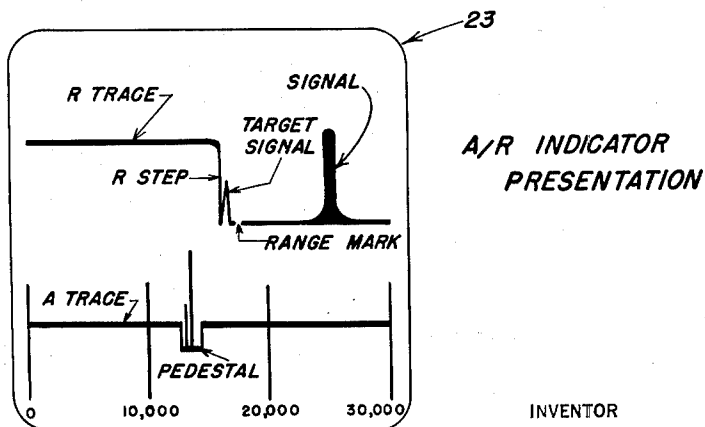 23
R TRACE
SIGNAL
TARGET
SIGNAL
A/R INDICATOR
PRESENTATION
R STEP
RANGE MARK
A TRACE
PEDESTAL
0 10,000 20,000 30,000
INVENTOR